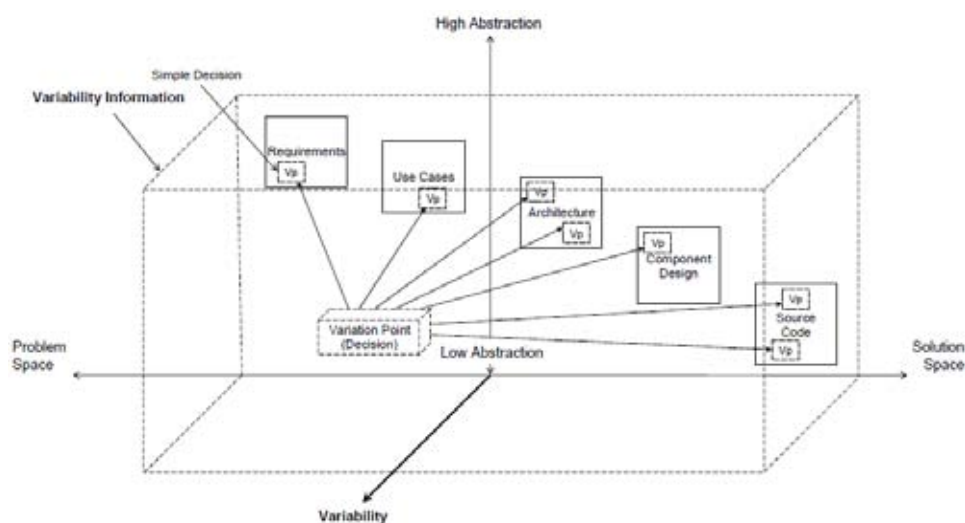 High Abstraction
Simple Decision
Variability Information
Requirements
Vp
Use Cases
Vp
Vp
Architecture
Vp
Vp
Component
Design
Vp
Source
Code
Vp
Variation Point
(Decision)
Low Abstraction
Problem
Space
Solution
Space
Variability